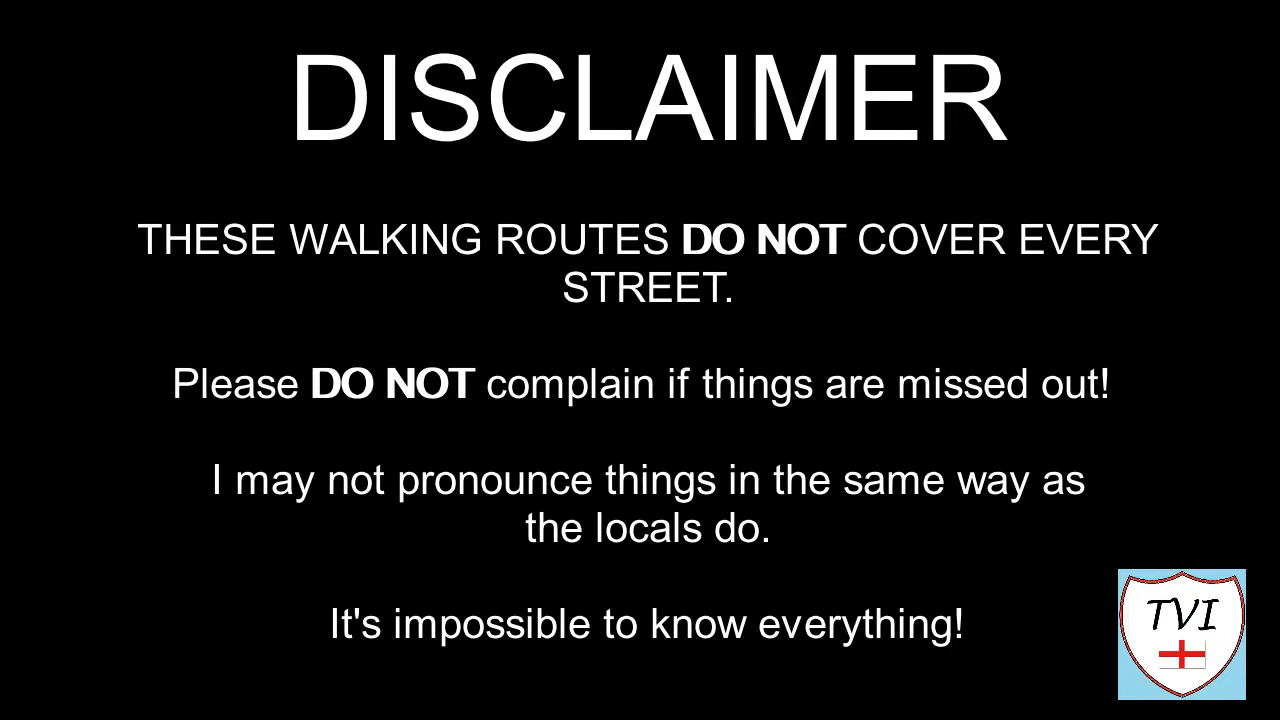 DISCLAIMER
THESE WALKING ROUTES DO NOT COVER EVERY
STREET.
Please DO NOT complain if things are missed out!
I may not pronounce things in the same way as
the locals do.
It's impossible to know everything!
TVI